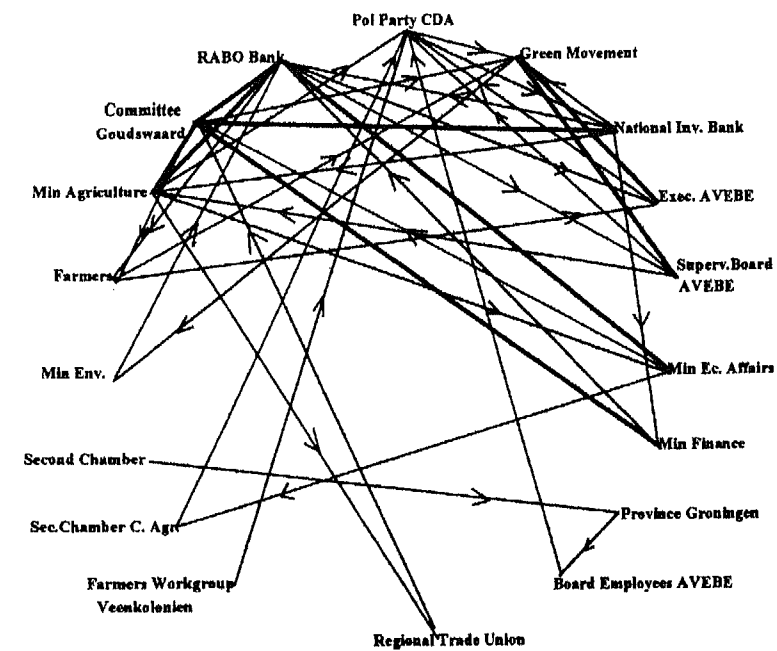 Pol Party CDA
RABO Bank
Green Movement
Committee
Goudswaard
National Inv. Bank
Min Agriculture
Exec. AVEBE
Farmers
Superv.Board
AVEBE
Min Env.
Min Ec. Affairs
Min Finance
Second Chamber
Province Groningen
Sec.Chamber C. Agr.
Farmers Workgroup
Veenkolonien
Board Employees AVEBE
Regional Trade Union